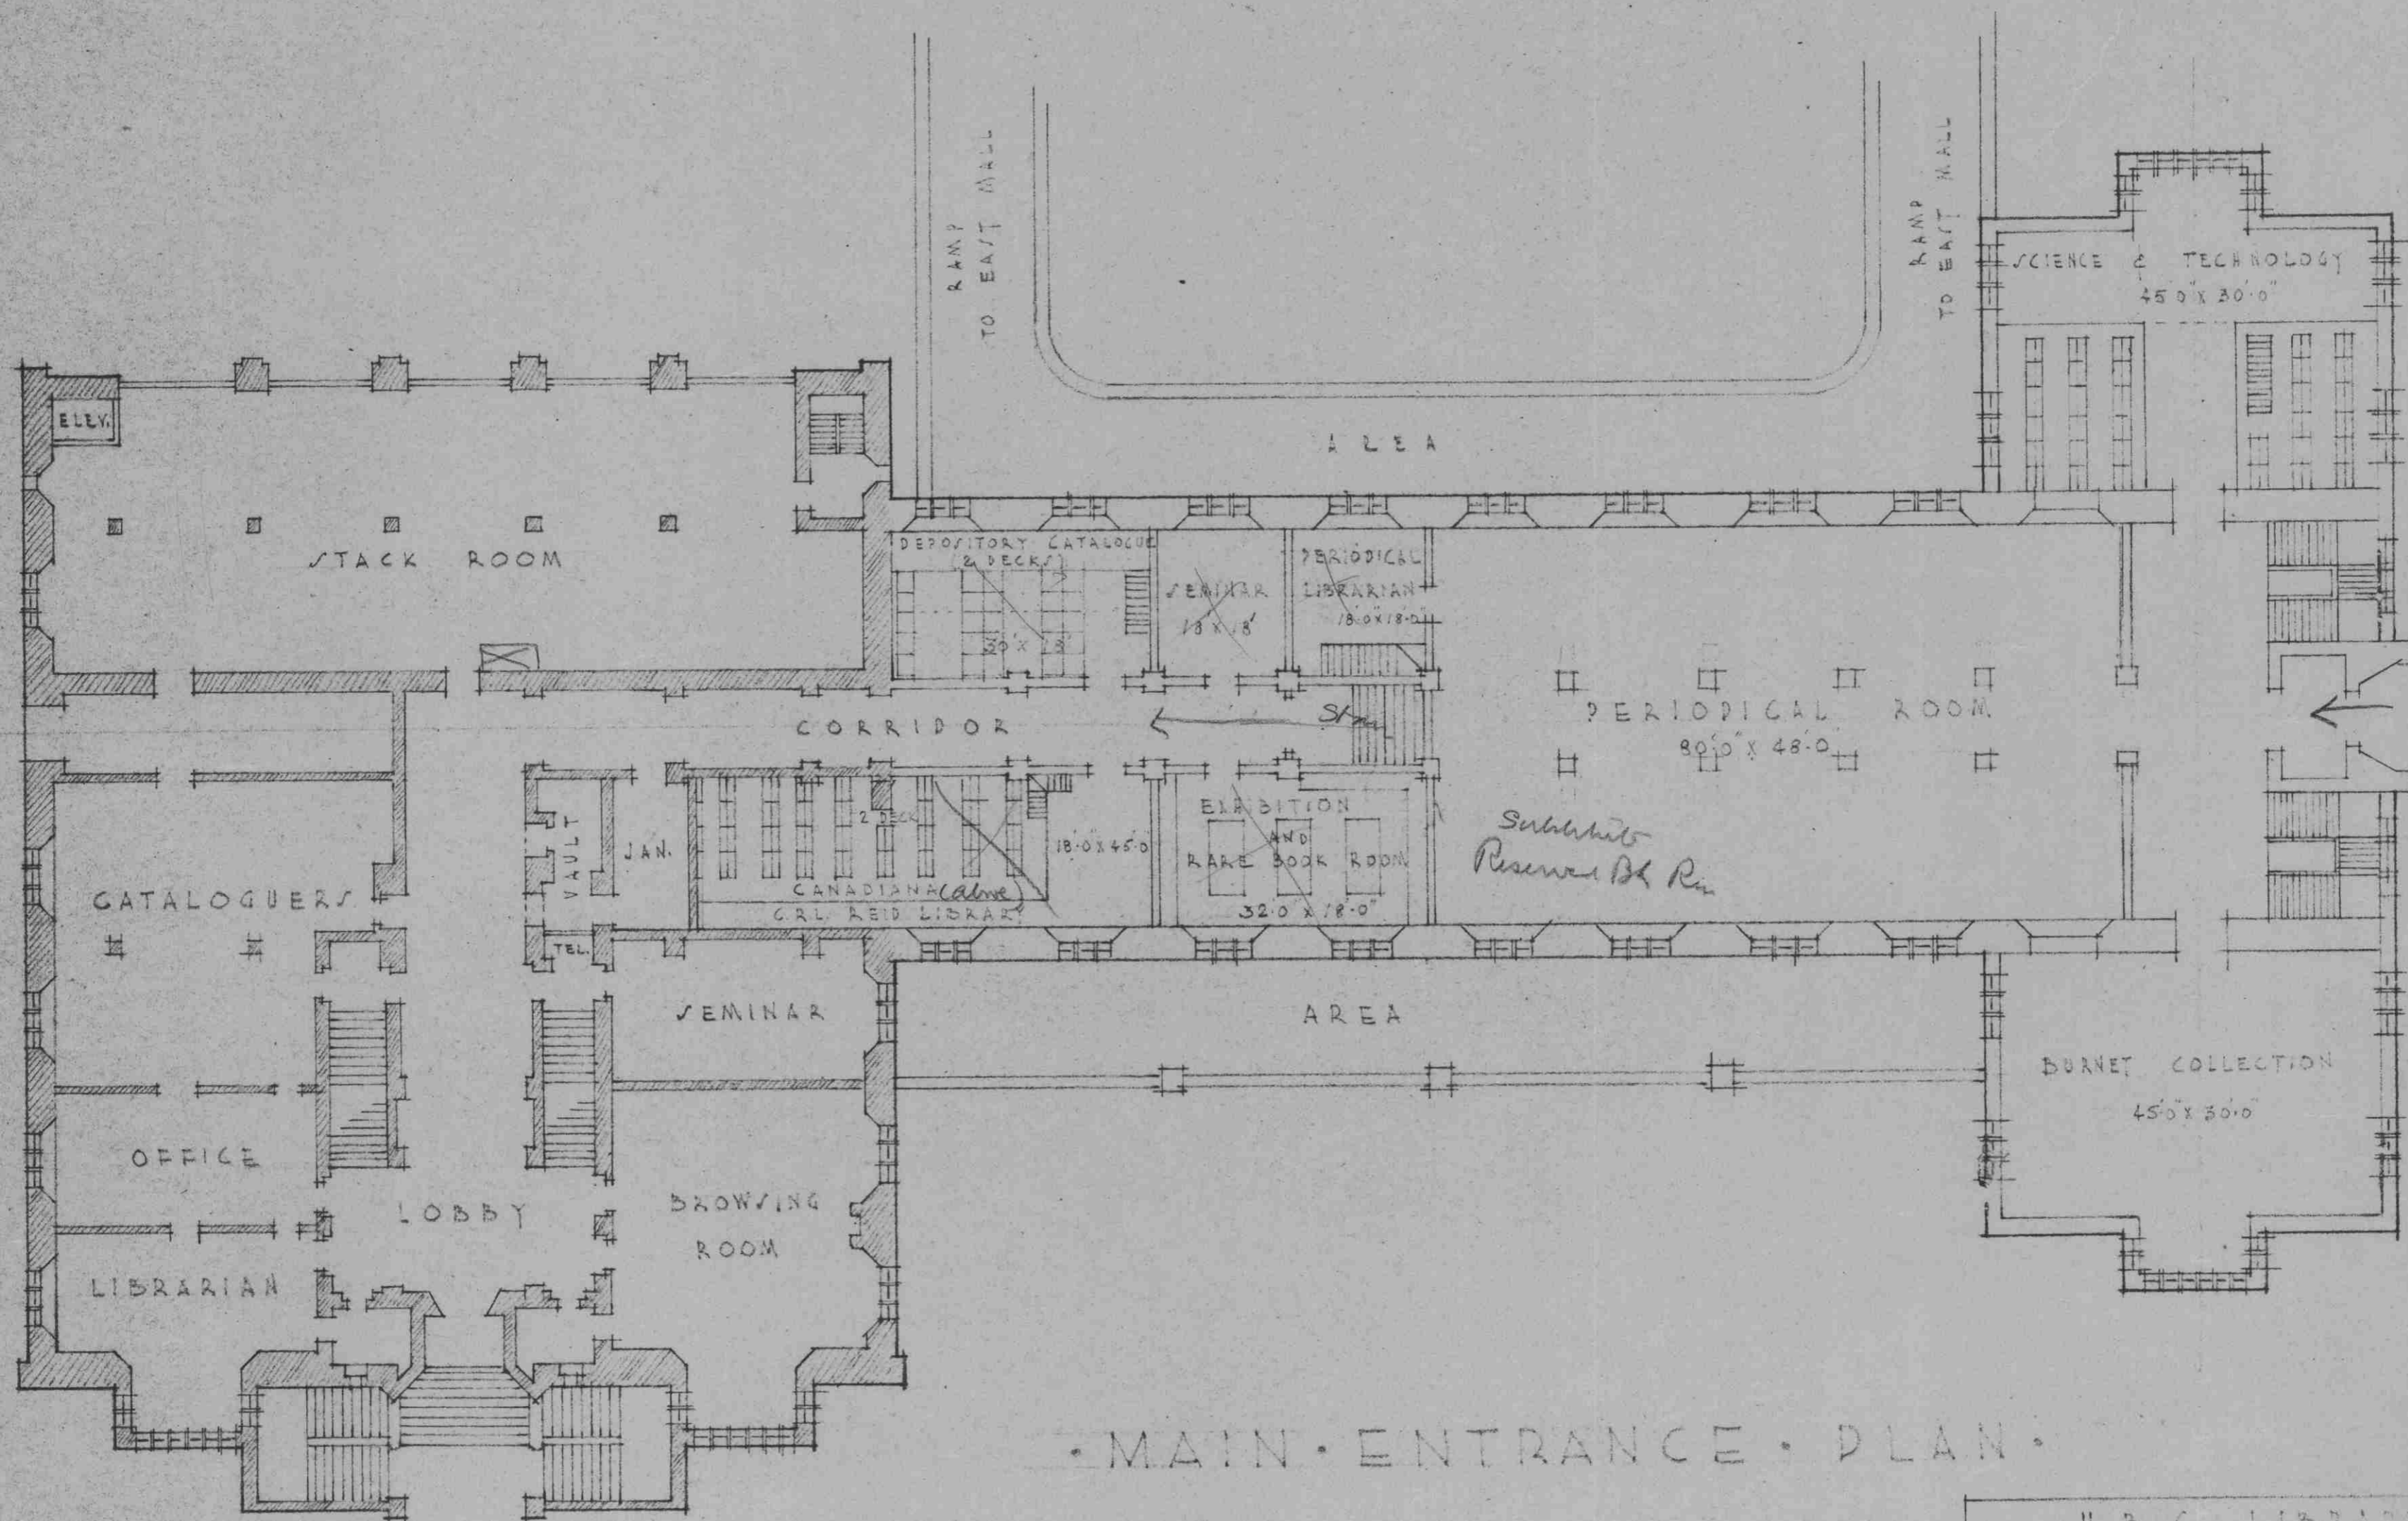 RAMP
TO EAST MALL
RAMP
TO EAST MALL
SCIENCE & TECHNOLOGY
45'0" X 30'-0"
ELEV.
AREA
STACK ROOM
DEPOSITORY CATALOGUE
(2 DECKS)
30' X 18'
SEMINAR
18 X 18'
PERIODICAL
LIBRARIAN
18'-0" X 18'-0"
CORRIDOR
PERIODICAL ROOM
80'-0" X 48'-0"
VAULT
JAN.
2 DECK
18'-0" X 45'-0
EXHIBITION
AND
RARE BOOK ROOM
32'-0" X 18'-0"
CANADIANA (above)
G.R.L. REID LIBRARY
Reserve Bk Rm
CATALOGUERS
TEL.
SEMINAR
AREA
BURNET COLLECTION
45'0" X 30'-0"
OFFICE
LOBBY
BROWSING
ROOM
LIBRARIAN
• MAIN • ENTRANCE • PLAN •